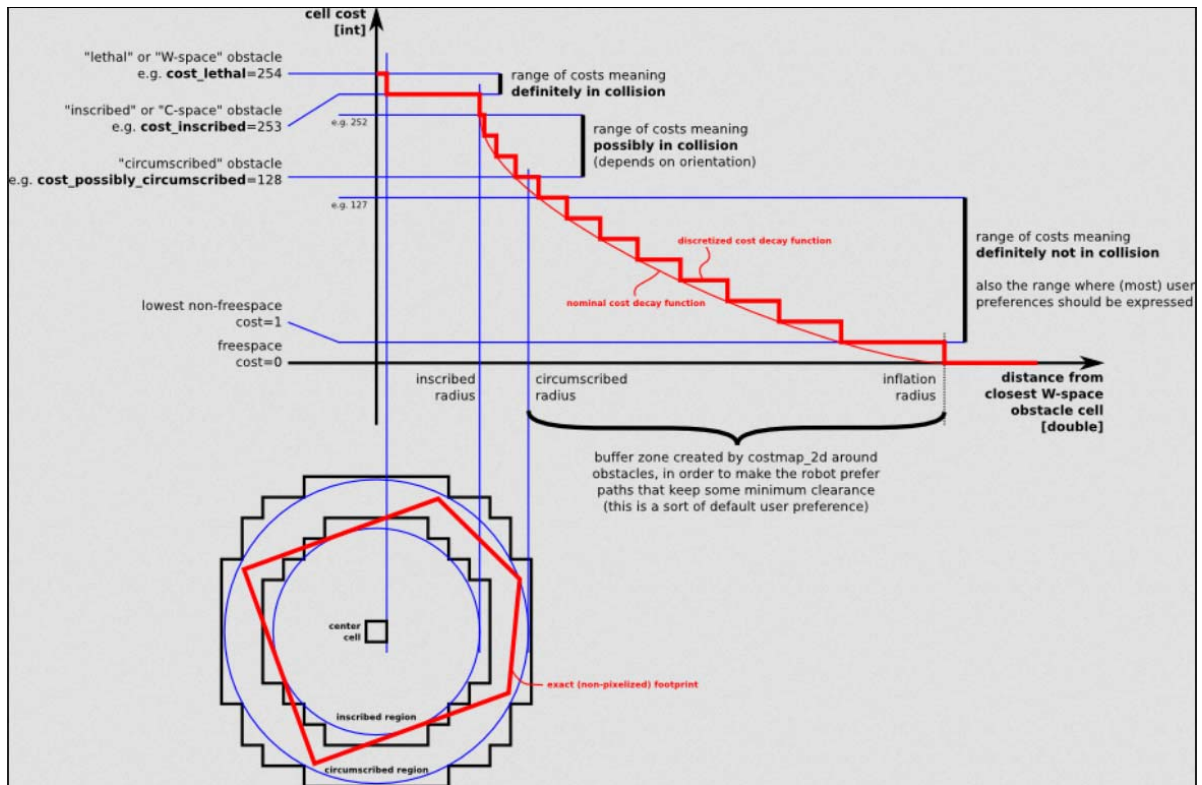 cell cost
[int]
"lethal" or "W-space" obstacle
e.g. cost_lethal=254
"inscribed" or "C-space" obstacle
e.g. cost_inscribed=253
e.g. 252
"circumscribed" obstacle
e.g. cost_possibly_circumscribed=128
e.g. 127
range of costs meaning
definitely in collision
range of costs meaning
possibly in collision
(depends on orientation)
range of costs meaning
definitely not in collision
also the range where (most) user
preferences should be expressed
discretized cost decay function
nominal cost decay function
lowest non-freespace
cost=1
freespace
cost=0
inscribed
radius
circumscribed
radius
inflation
radius
distance from
closest W-space
obstacle cell
[double]
buffer zone created by costmap_2d around
obstacles, in order to make the robot prefer
paths that keep some minimum clearance
(this is a sort of default user preference)
center
cell
exact (non-pixelized) footprint
inscribed region
circumscribed region